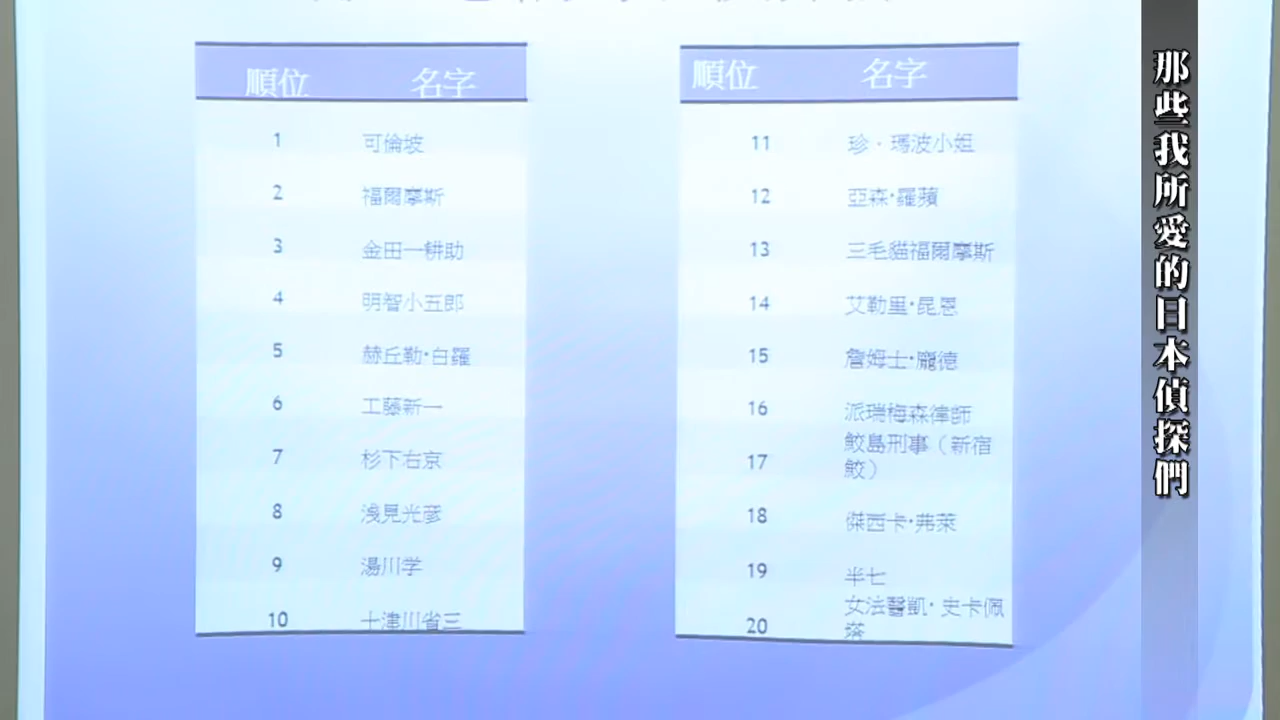 順位 名字
1 可倫坡
2 福爾摩斯
3 金田一耕助
4 明智小五郎
5 赫丘勒·白羅
6 工藤新一
7 杉下右京
8 浅見光彥
9 湯川学
10 十津川省三
順位 名字
11 珍·瑪波小姐
12 亞森·羅蘋
13 三毛貓福爾摩斯
14 艾勒里·昆恩
15 詹姆士·龐德
16 派瑞梅森律師
17 鮫島刑事（新宿
鮫）
18 傑西卡·弗萊
19 半七
20 女法醫凱·史卡佩
落
那些我所愛的日本偵探們